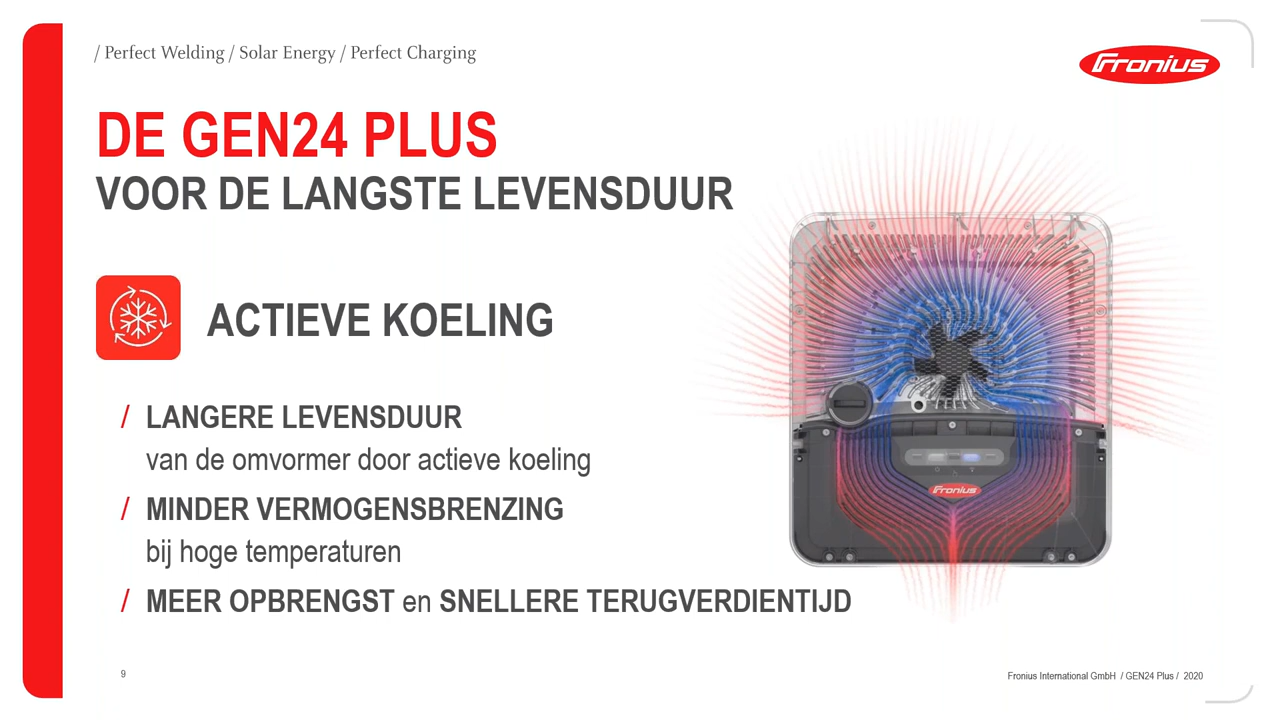 / Perfect Welding / Solar Energy / Perfect Charging
Fronius
DE GEN24 PLUS
VOOR DE LANGSTE LEVENSDUUR
ACTIEVE KOELING
/ LANGERE LEVENSDUUR
van de omvormer door actieve koeling
/ MINDER VERMOGENSBRENZING
bij hoge temperaturen
/ MEER OPBRENGST en SNELLERE TERUGVERDIENTIJD
Fronius
9
Fronius International GmbH / GEN24 Plus / 2020